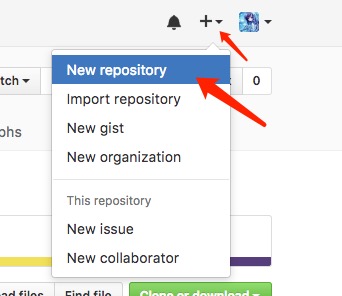 New repository
tch
0
Import repository
New gist
phs
New organization
This repository
New issue
New collaborator
ad files
Find file
Clone or download